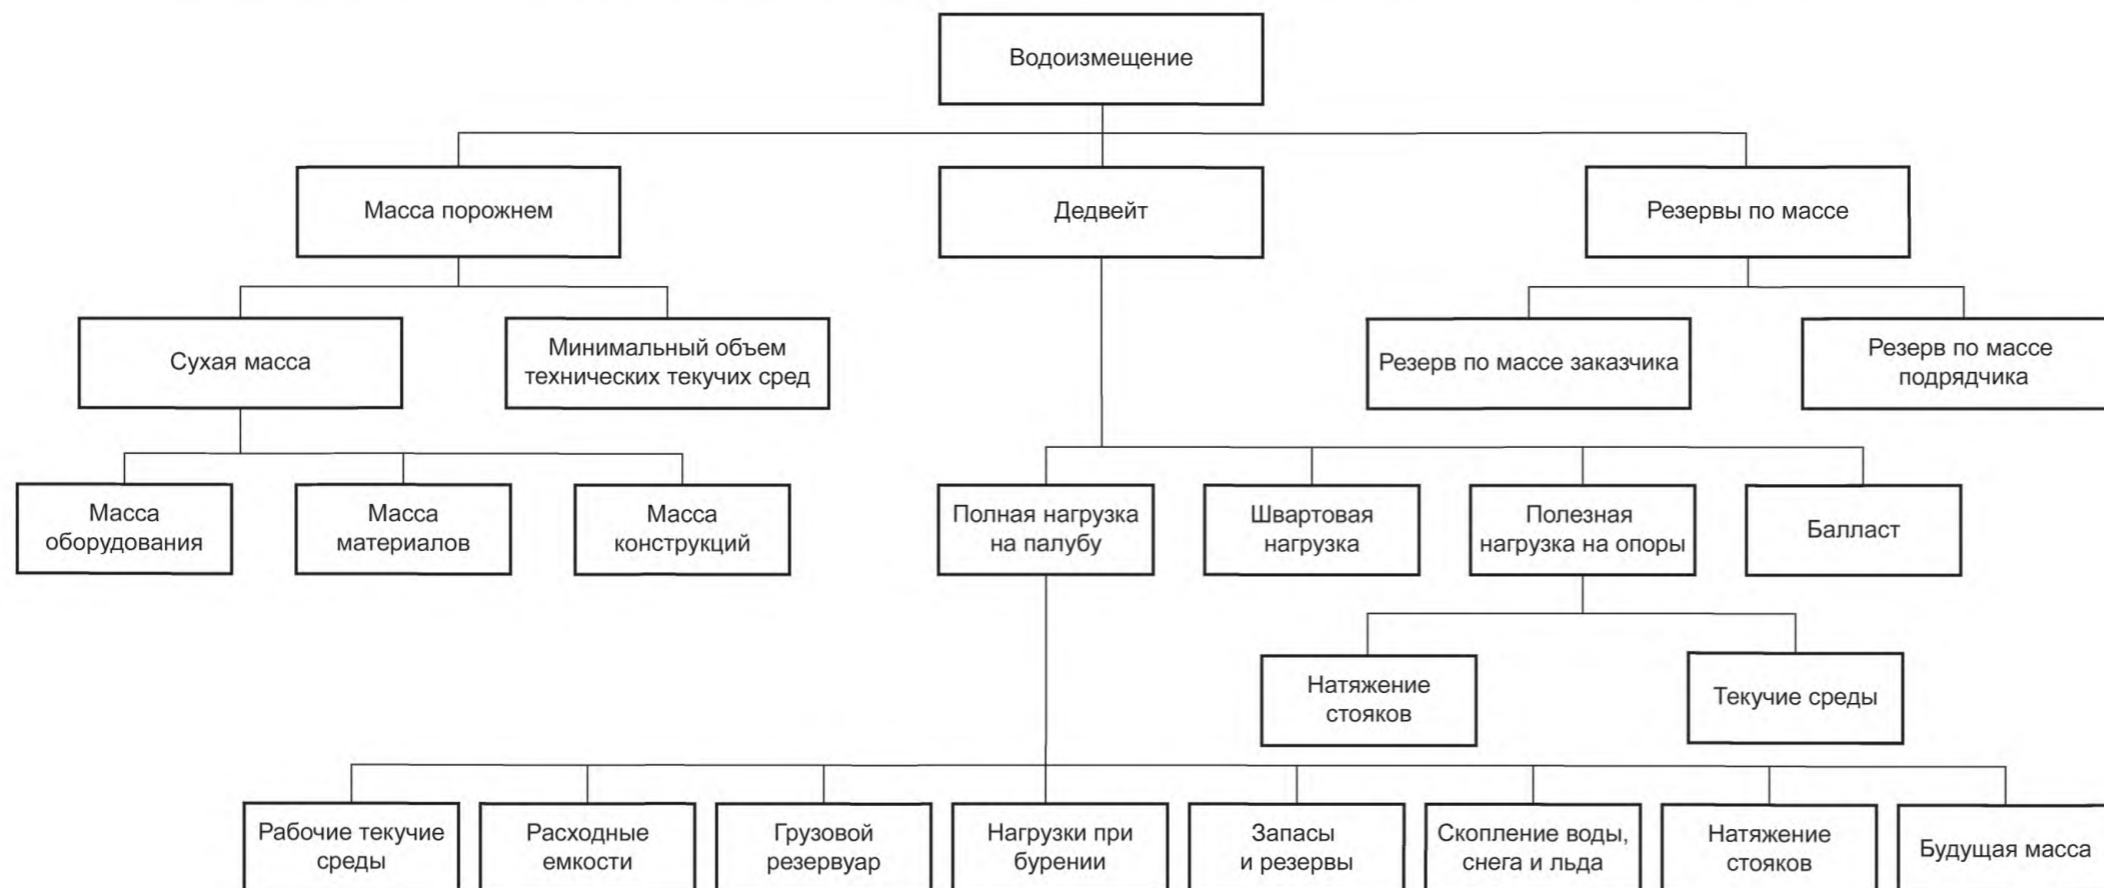 Водоизмещение
Масса порожнем
Дедвейт
Резервы по массе
Сухая масса
Минимальный объем
технических текучих сред
Резерв по массе заказчика
Резерв по массе
подрядчика
Масса
оборудования
Масса
материалов
Масса
конструкций
Полная нагрузка
на палубу
Швартовая
нагрузка
Полезная
нагрузка на опоры
Балласт
Натяжение
стояков
Текучие среды
Рабочие текучие
среды
Расходные
емкости
Грузовой
резервуар
Нагрузки при
бурении
Запасы
и резервы
Скопление воды,
снега и льда
Натяжение
стояков
Будущая масса